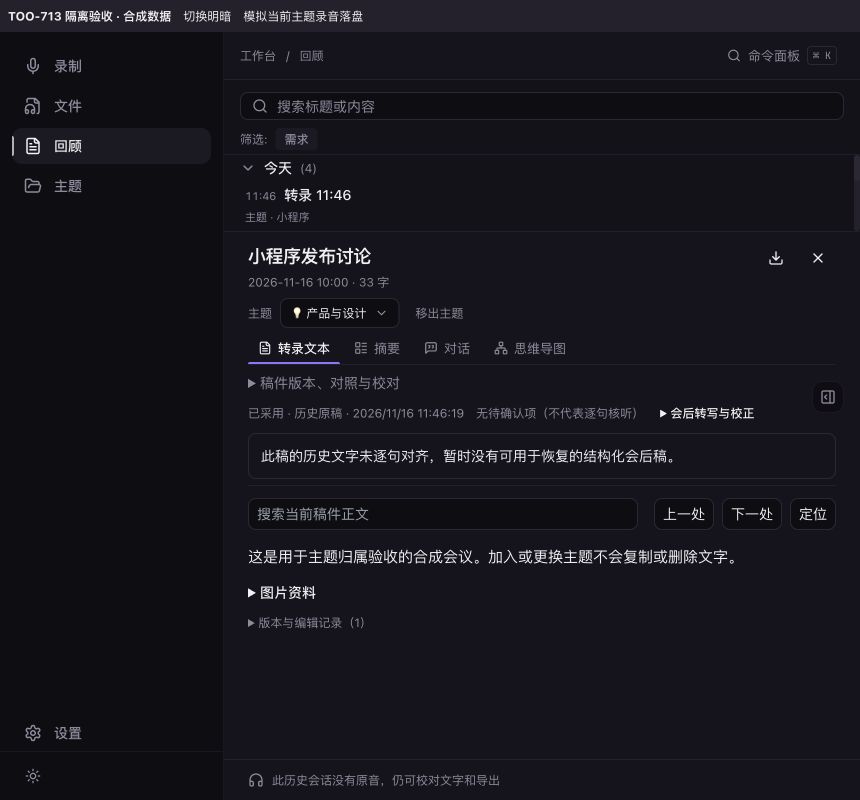 TOO-713 隔离验收 · 合成数据 切换明暗 模拟当前主题录音落盘
录制
文件
回顾
主题
设置
工作台 / 回顾
命令面板 ⌘ K
搜索标题或内容
筛选: 需求
今天 (4)
11:46 转录 11:46
主题 · 小程序
小程序发布讨论
2026-11-16 10:00 · 33 字
主题 产品与设计 移出主题
转录文本 摘要 对话 思维导图
稿件版本、对照与校对
已采用 · 历史原稿 · 2026/11/16 11:46:19 无待确认项（不代表逐句核听） 会后转写与校正
此稿的历史文字未逐句对齐，暂时没有可用于恢复的结构化会后稿。
搜索当前稿件正文 上一处 下一处 定位
这是用于主题归属验收的合成会议。加入或更换主题不会复制或删除文字。
图片资料
版本与编辑记录（1）
此历史会话没有原音，仍可校对文字和导出